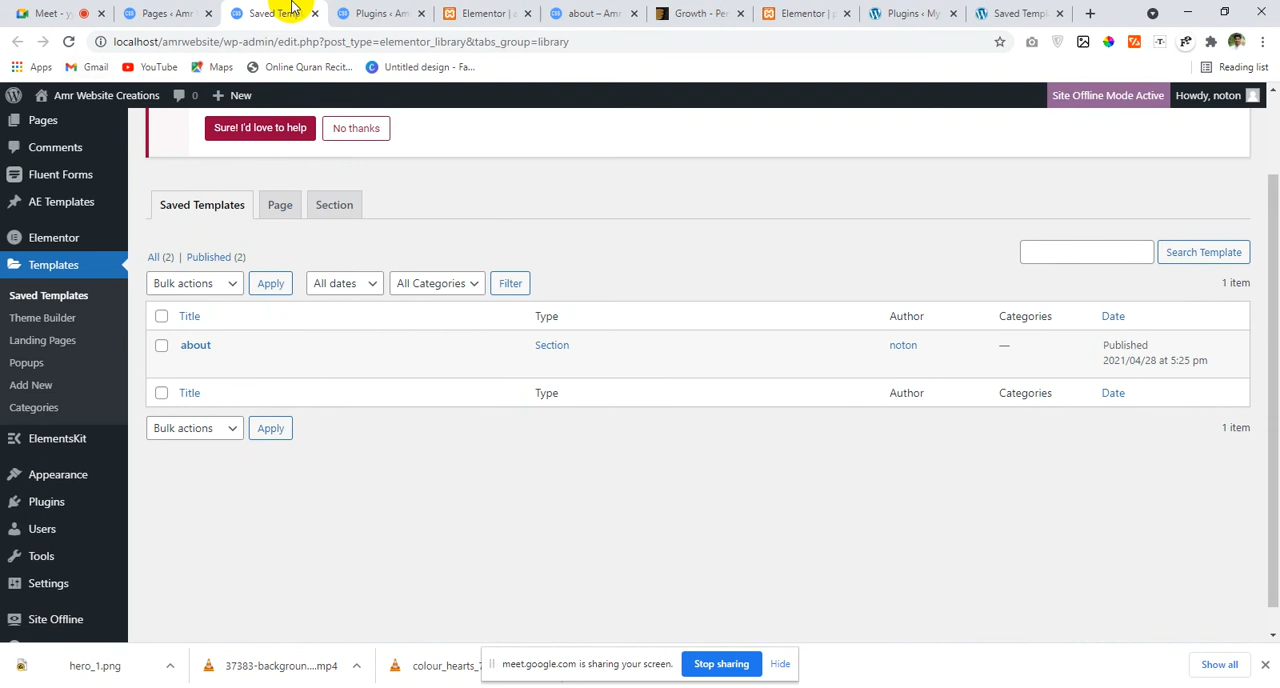 Meet - y
Pages ‹ Amr
Saved Temp
Plugins ‹ Am
Elementor | a
about – Amr
Growth - Per
Elementor | p
Plugins ‹ My
Saved Templ
localhost/amrwebsite/wp-admin/edit.php?post_type=elementor_library&tabs_group=library
Apps
Gmail
YouTube
Maps
Online Quran Recit...
Untitled design - Fa...
Reading list
Amr Website Creations
0
New
Site Offline Mode Active
Howdy, noton
Pages
Comments
Fluent Forms
AE Templates
Elementor
Templates
Saved Templates
Theme Builder
Landing Pages
Popups
Add New
Categories
ElementsKit
Appearance
Plugins
Users
Tools
Settings
Site Offline
Sure! I'd love to help
No thanks
Saved Templates
Page
Section
All (2) | Published (2)
Search Template
Bulk actions
Apply
All dates
All Categories
Filter
1 item
Title Type Author Categories Date
about Section noton — Published
2021/04/28 at 5:25 pm
Title Type Author Categories Date
Bulk actions
Apply
1 item
hero_1.png
37383-backgroun....mp4
colour_hearts_
meet.google.com is sharing your screen.
Stop sharing
Hide
Show all